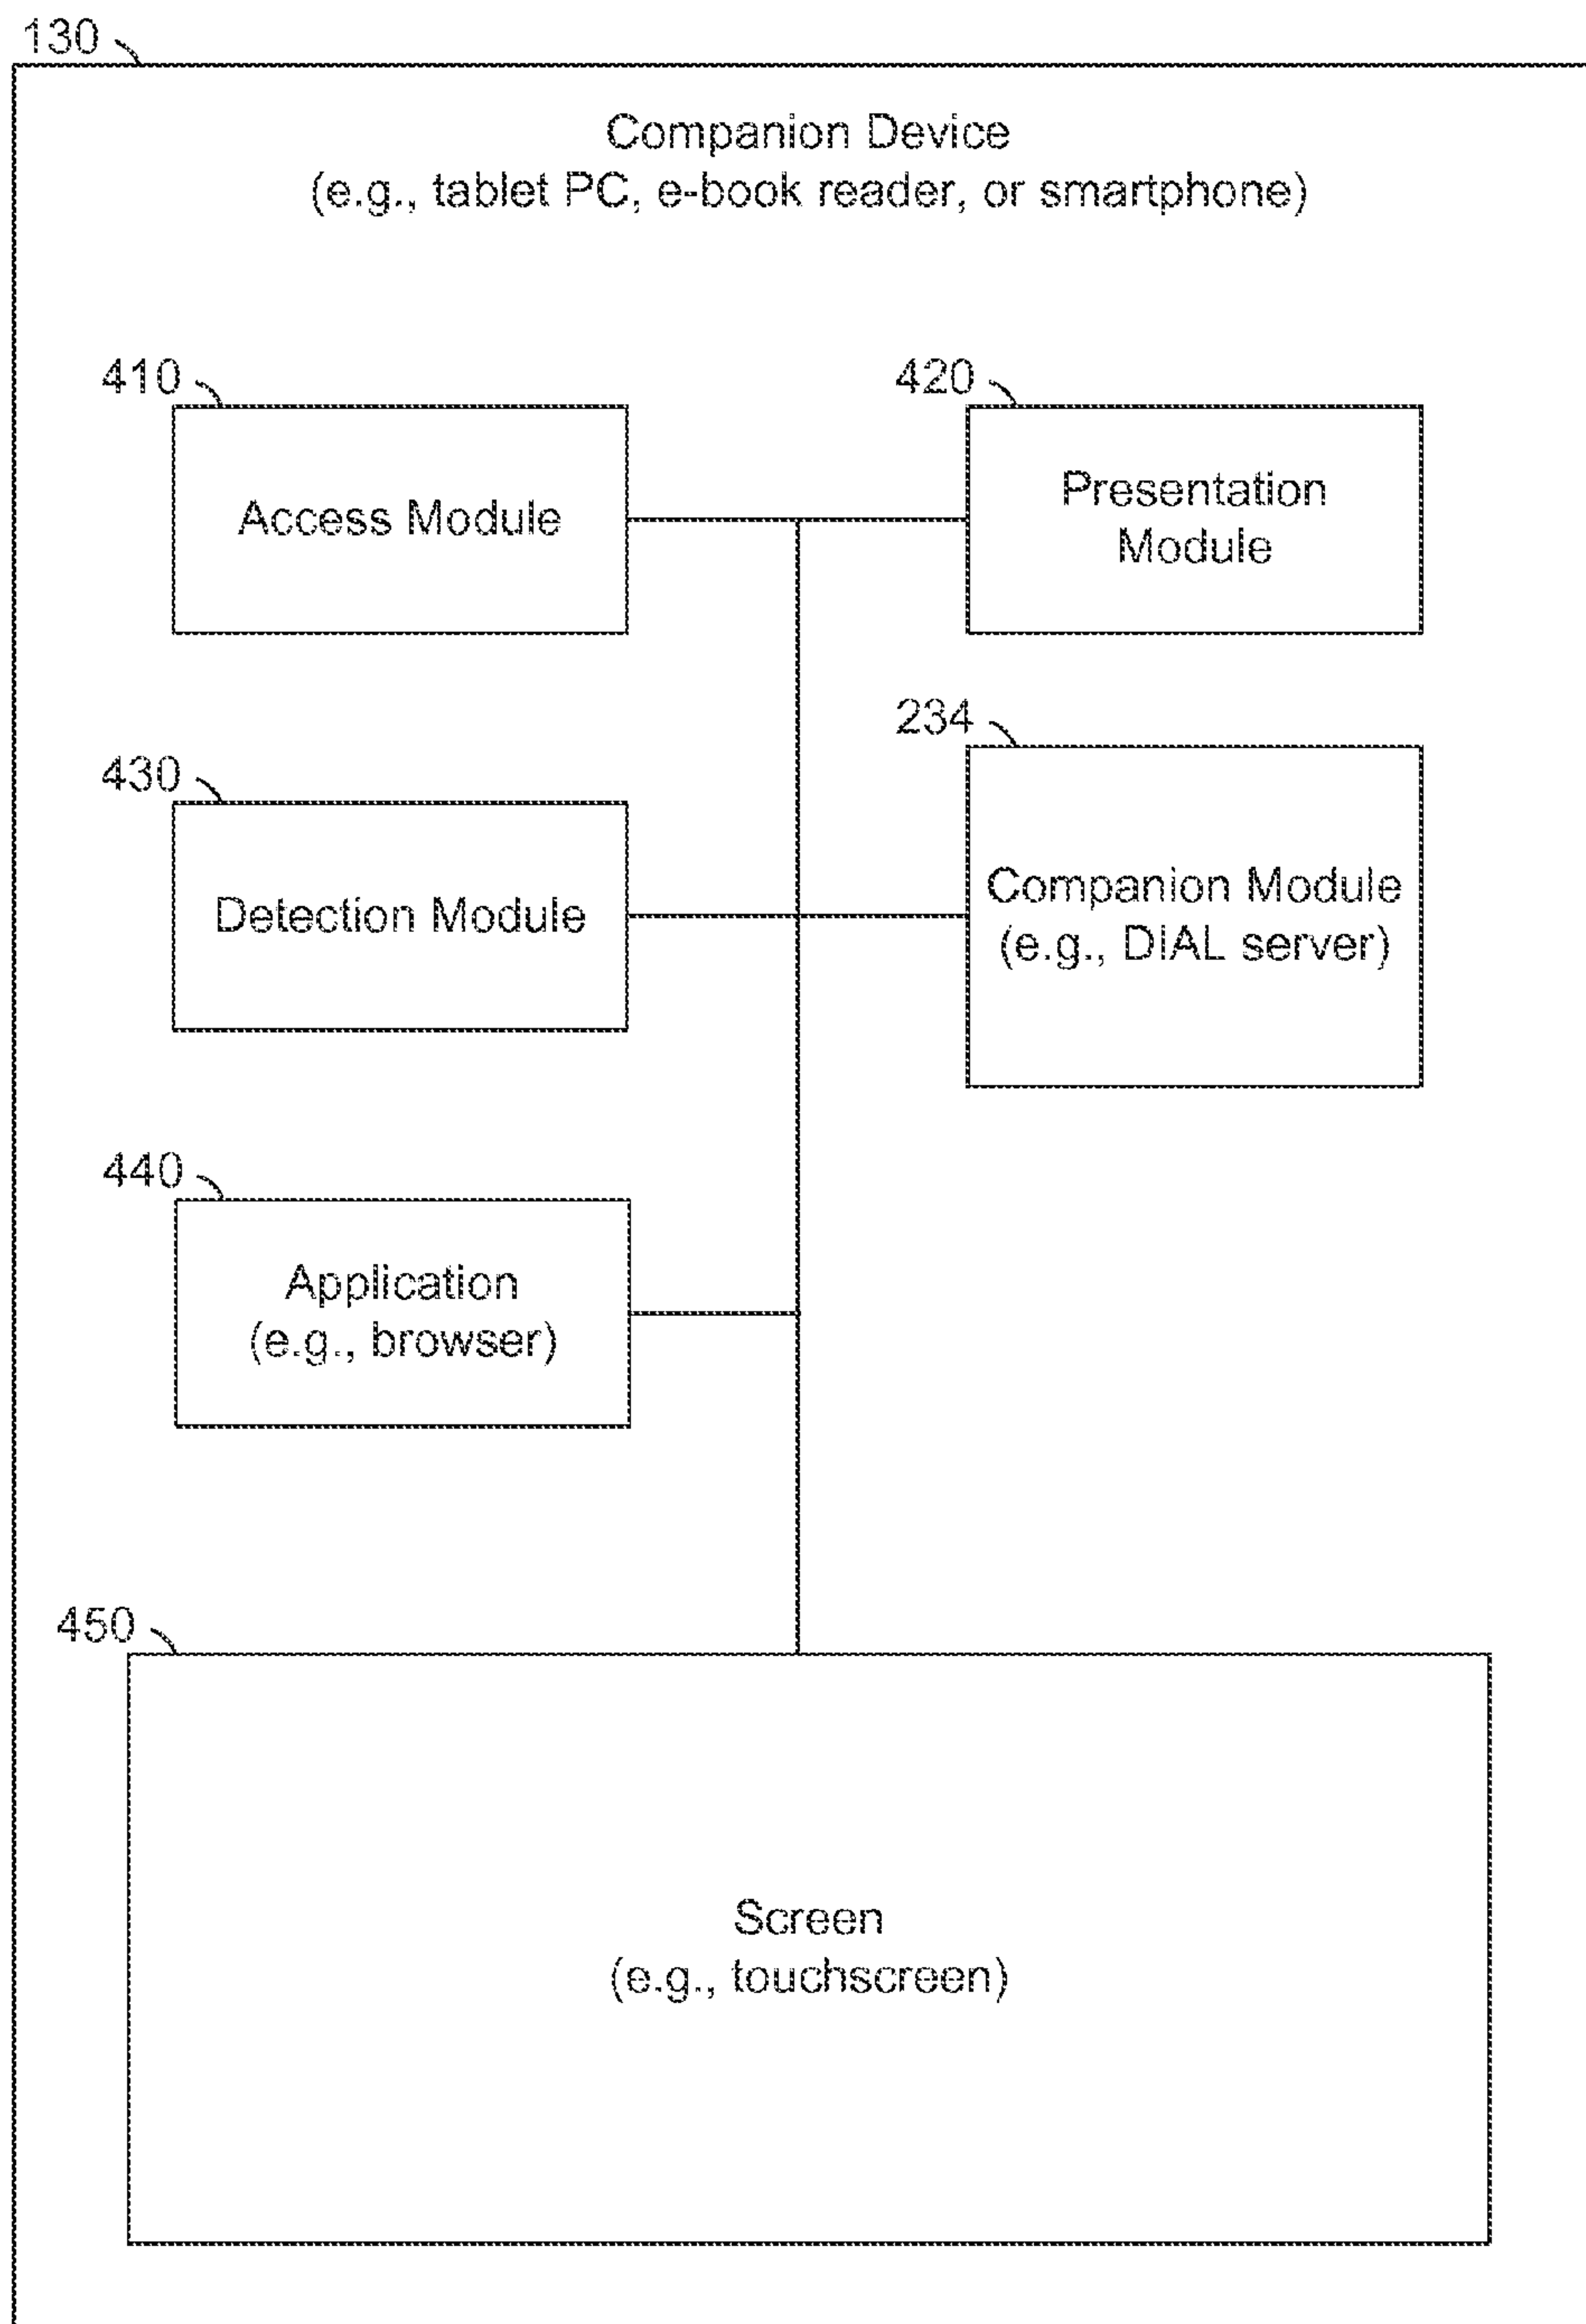 130
Companion Device
(e.g., tablet PC, e-book reader, or smartphone)
410
Access Module
420
Presentation
Module
430
Detection Module
234
Companion Module
(e.g., DIAL server)
440
Application
(e.g., browser)
450
Screen
(e.g., touchscreen)